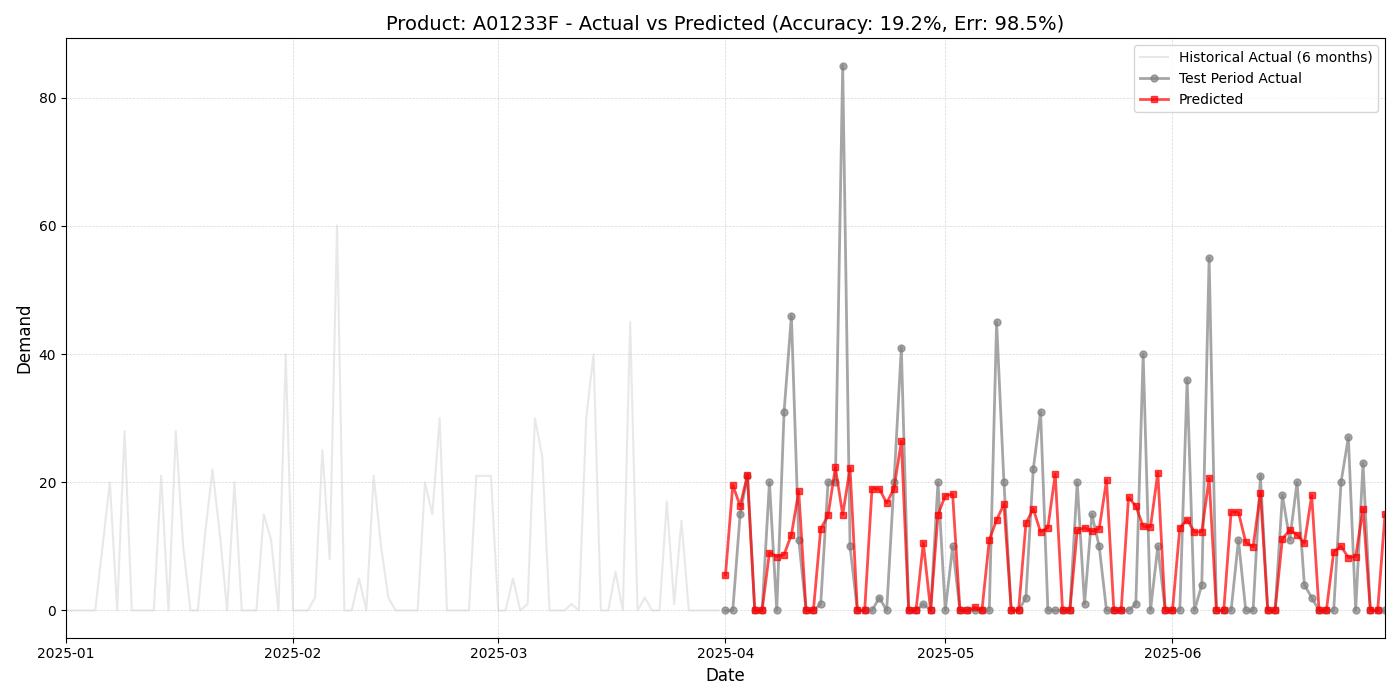 Product: A01233F - Actual vs Predicted (Accuracy: 19.2%, Err: 98.5%)
Historical Actual (6 months)
Test Period Actual
Predicted
Demand
80
60
40
20
0
2025-01
2025-02
2025-03
2025-04
2025-05
2025-06
Date